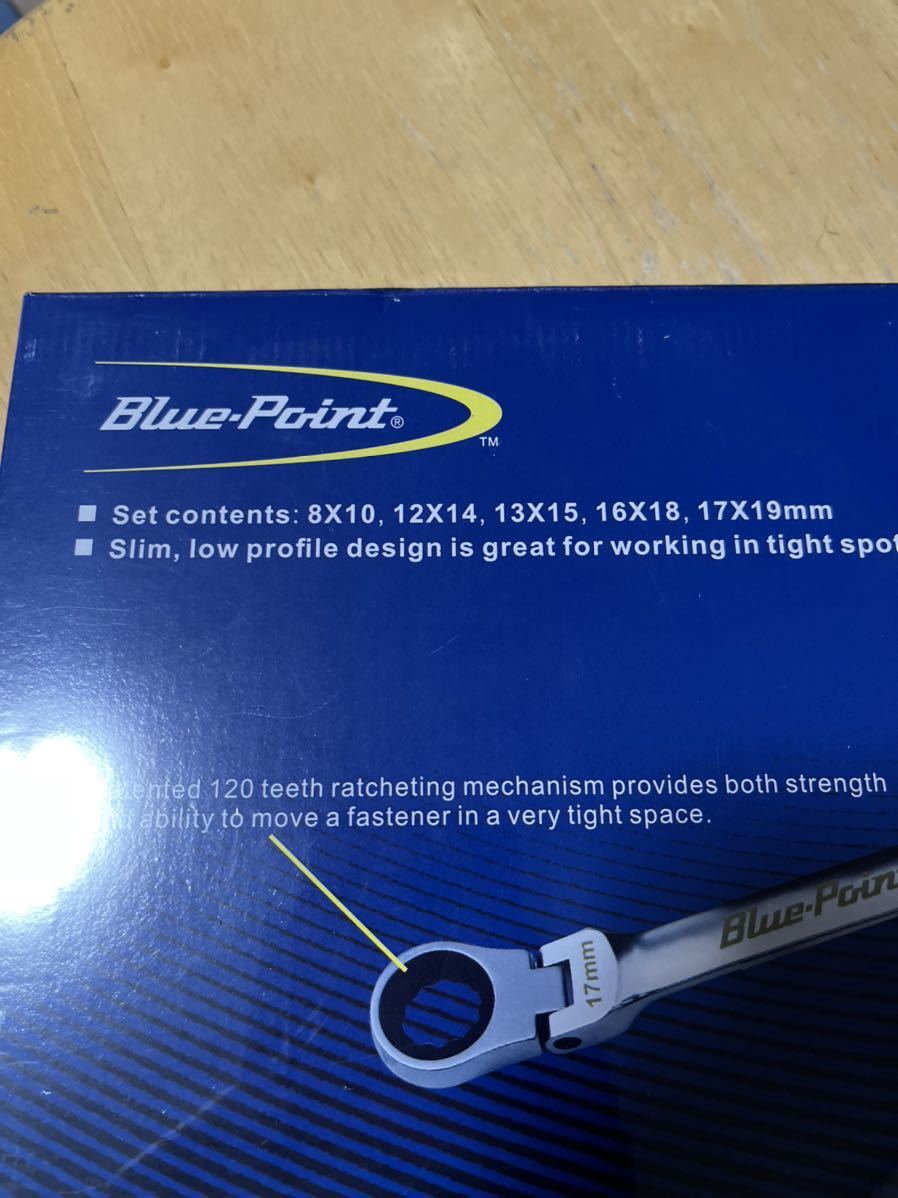 Blue-Point®
TM
■ Set contents: 8X10, 12X14, 13X15, 16X18, 17X19mm
■ Slim, low profile design is great for working in tight spot
120 teeth ratcheting mechanism provides both strength
ability to move a fastener in a very tight space.
Blue-Poin
17mm